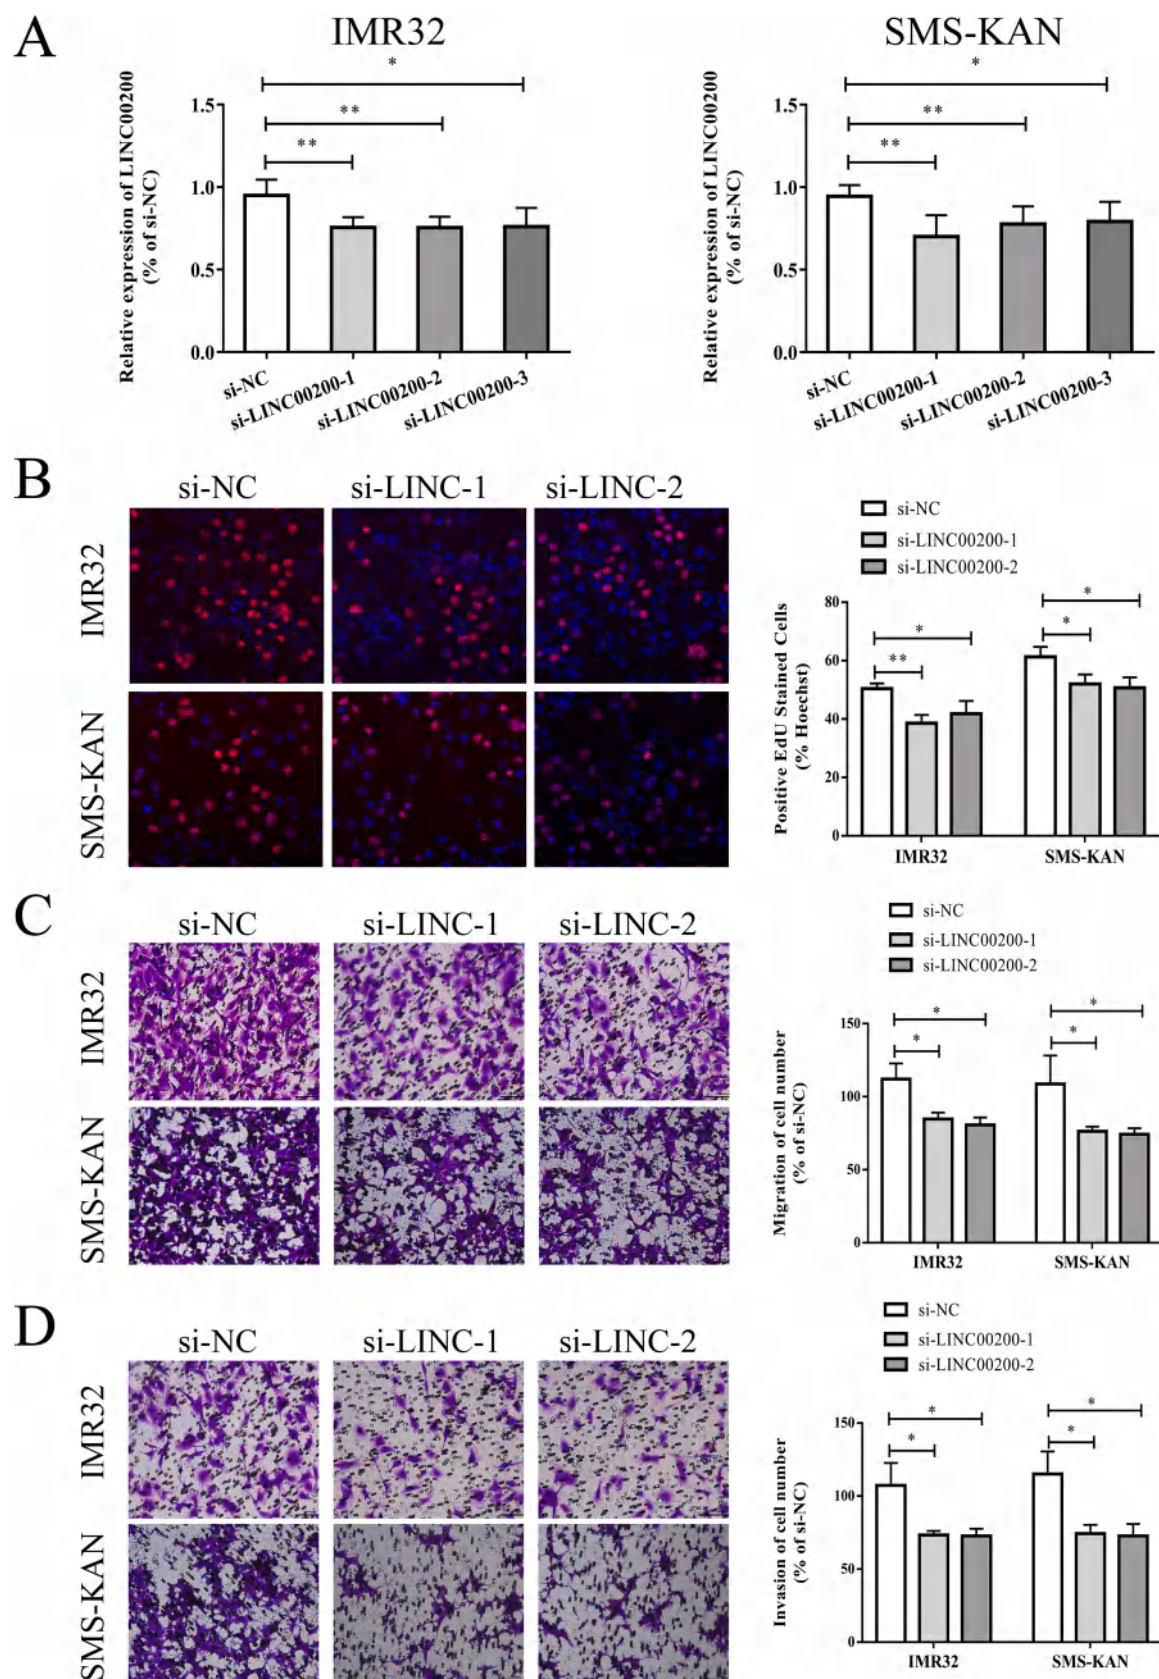 A
IMR32
SMS-KAN
Relative expression of LINC00200
(% of si-NC)
1.5
1.0
0.5
0.0
*
**
**
si-NC
si-LINC00200-1
si-LINC00200-2
si-LINC00200-3
Relative expression of LINC00200
(% of si-NC)
1.5
1.0
0.5
0.0
*
**
**
si-NC
si-LINC00200-1
si-LINC00200-2
si-LINC00200-3
B
si-NC
si-LINC-1
si-LINC-2
IMR32
SMS-KAN
si-NC
si-LINC00200-1
si-LINC00200-2
Positive EdU Stained Cells
(% Hoechst)
80
60
40
20
0
*
**
*
*
IMR32
SMS-KAN
C
si-NC
si-LINC-1
si-LINC-2
IMR32
SMS-KAN
si-NC
si-LINC00200-1
si-LINC00200-2
Migration of cell number
(% of si-NC)
150
100
50
0
*
*
*
*
IMR32
SMS-KAN
D
si-NC
si-LINC-1
si-LINC-2
IMR32
SMS-KAN
si-NC
si-LINC00200-1
si-LINC00200-2
Invasion of cell number
(% of si-NC)
150
100
50
0
*
*
*
*
IMR32
SMS-KAN